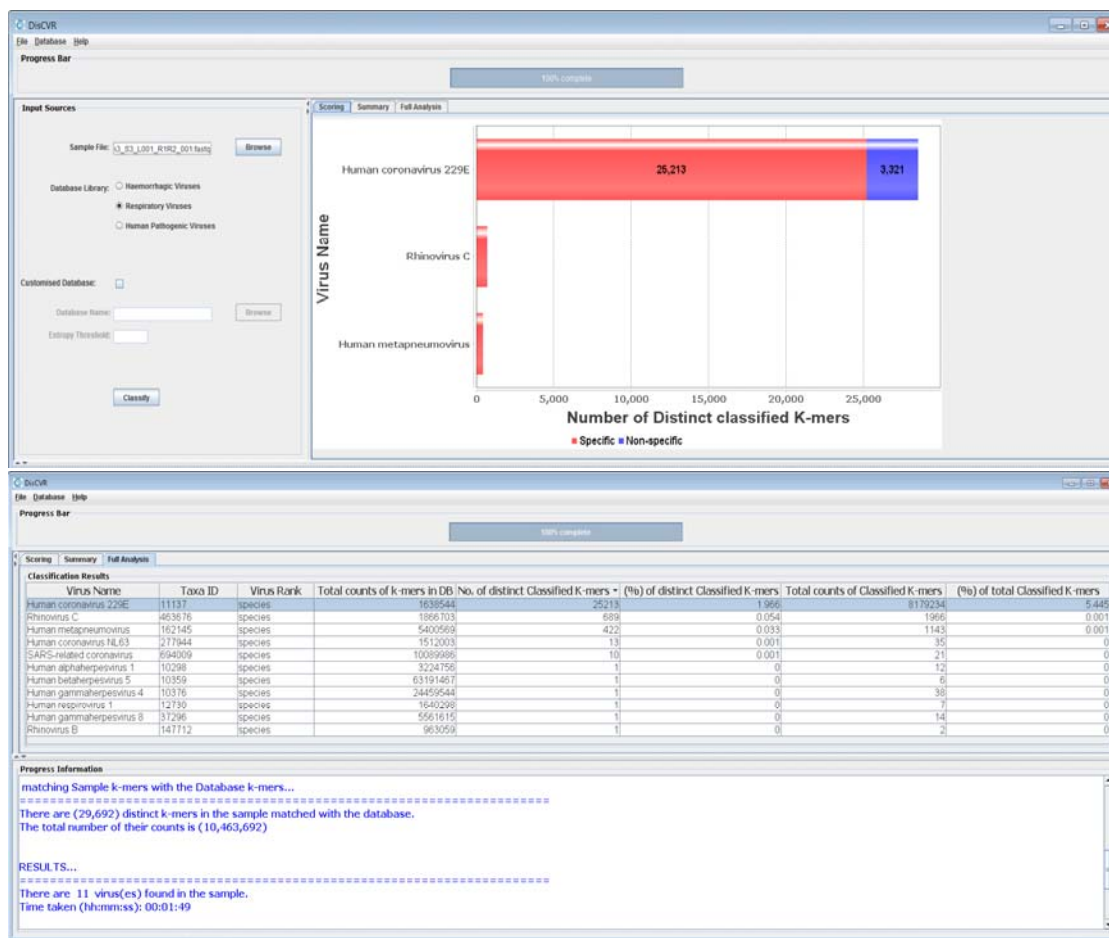 DisCVR
File Database Help
Progress Bar
100% complete
Input Sources
Scoring Summary Full Analysis
Sample File: i3_S3_L001_R1R2_001.fastq Browse
Database Library: Haemorrhagic Viruses
Respiratory Viruses
Human Pathogenic Viruses
Customised Database:
Database Name: Browse
Entropy Threshold:
Classify
Virus Name
Human coronavirus 229E 25,213 3,321
Rhinovirus C
Human metapneumovirus
0 5,000 10,000 15,000 20,000 25,000
Number of Distinct classified K-mers
Specific Non-specific
DisCVR
File Database Help
Progress Bar
100% complete
Scoring Summary Full Analysis
Classification Results
Virus Name Taxa ID Virus Rank Total counts of k-mers in DB No. of distinct Classified K-mers (%) of distinct Classified K-mers Total counts of Classified K-mers (%) of total Classified K-mers
Human coronavirus 229E 11137 species 1638544 25213 1.966 8179234 5.445
Rhinovirus C 463676 species 1866703 689 0.054 1966 0.001
Human metapneumovirus 162145 species 5400569 422 0.033 1143 0.001
Human coronavirus NL63 277944 species 1512003 13 0.001 35 0
SARS-related coronavirus 694009 species 10089986 10 0.001 21 0
Human alphaherpesvirus 1 10298 species 3224756 1 0 12 0
Human betaherpesvirus 5 10359 species 63191467 1 0 6 0
Human gammaherpesvirus 4 10376 species 24459544 1 0 38 0
Human respirovirus 1 12730 species 1640298 1 0 7 0
Human gammaherpesvirus 8 37296 species 5561615 1 0 14 0
Rhinovirus B 147712 species 963059 1 0 2 0
Progress Information
matching Sample k-mers with the Database k-mers...
======================================================================
There are (29,692) distinct k-mers in the sample matched with the database.
The total number of their counts is (10,463,692)
RESULTS...
======================================================================
There are 11 virus(es) found in the sample.
Time taken (hh:mm:ss): 00:01:49